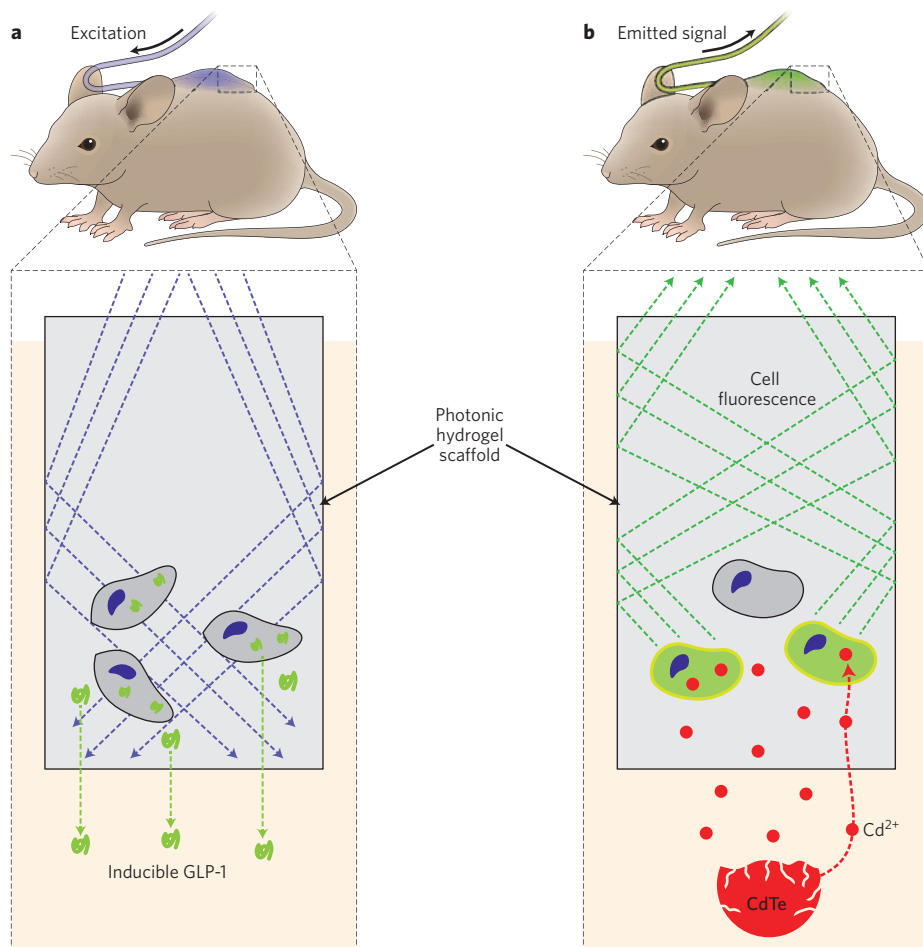 a
Excitation
b
Emitted signal
Photonic
hydrogel
scaffold
Cell
fluorescence
Inducible GLP-1
Cd²⁺
CdTe